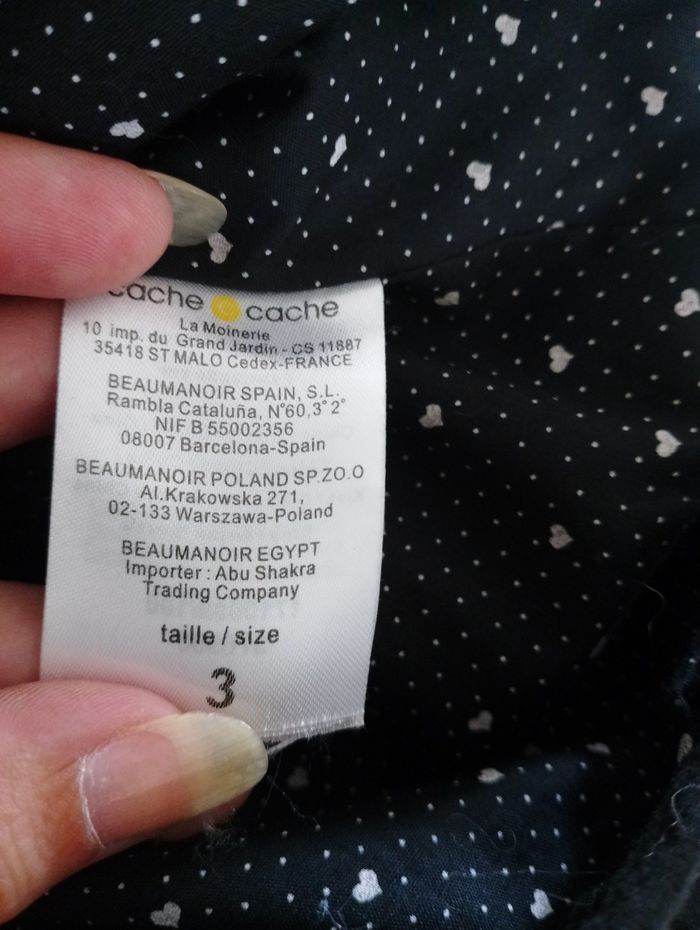 cache cache
La Moinerie
10 imp. du Grand Jardin - CS 11887
35418 ST MALO Cedex-FRANCE
BEAUMANOIR SPAIN, S.L.
Rambla Cataluña, N°60,3° 2°
NIF B 55002356
08007 Barcelona-Spain
BEAUMANOIR POLAND SP.ZO.O
Al.Krakowska 271,
02-133 Warszawa-Poland
BEAUMANOIR EGYPT
Importer : Abu Shakra
Trading Company
taille / size
3